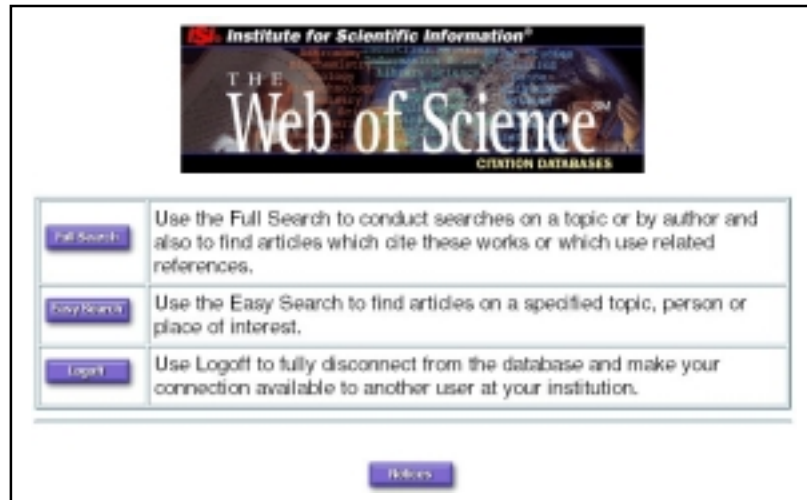 ISI® Institute for Scientific Information®
THE
Web of Science℠
CITATION DATABASES
Full Search
Use the Full Search to conduct searches on a topic or by author and
also to find articles which cite these works or which use related
references.
Easy Search
Use the Easy Search to find articles on a specified topic, person or
place of interest.
Logoff
Use Logoff to fully disconnect from the database and make your
connection available to another user at your institution.
Notices